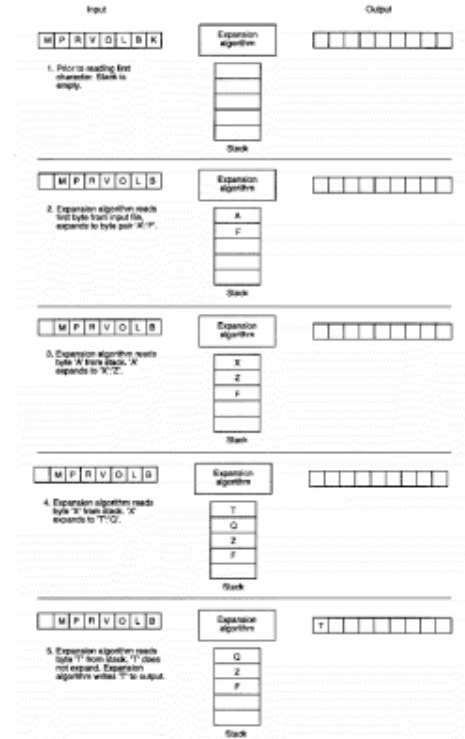 Input
Output
M P R V O L B K
Expansion
algorithm
1. Prior to reading first
character. Stack is
empty.
Stack
M P R V O L B
Expansion
algorithm
2. Expansion algorithm reads
first byte from input file,
expands to byte pair 'A','F'.
A
F
Stack
M P R V O L B
Expansion
algorithm
3. Expansion algorithm reads
byte 'A' from stack. 'A'
expands to 'X','Z'.
X
Z
F
Stack
M P R V O L B
Expansion
algorithm
4. Expansion algorithm reads
byte 'X' from stack. 'X'
expands to 'T','Q'.
T
Q
Z
F
Stack
M P R V O L B
Expansion
algorithm
T
5. Expansion algorithm reads
byte 'T' from stack. 'T' does
not expand. Expansion
algorithm writes 'T' to output.
Q
Z
F
Stack